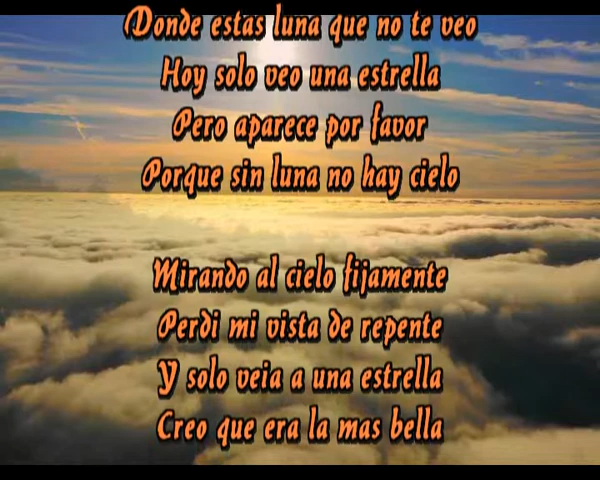 Donde estas luna que no te veo
Hoy solo veo una estrella
Pero aparece por favor
Porque sin luna no hay cielo
Mirando al cielo fijamente
Perdi mi vista de repente
Y solo veia a una estrella
Creo que era la mas bella